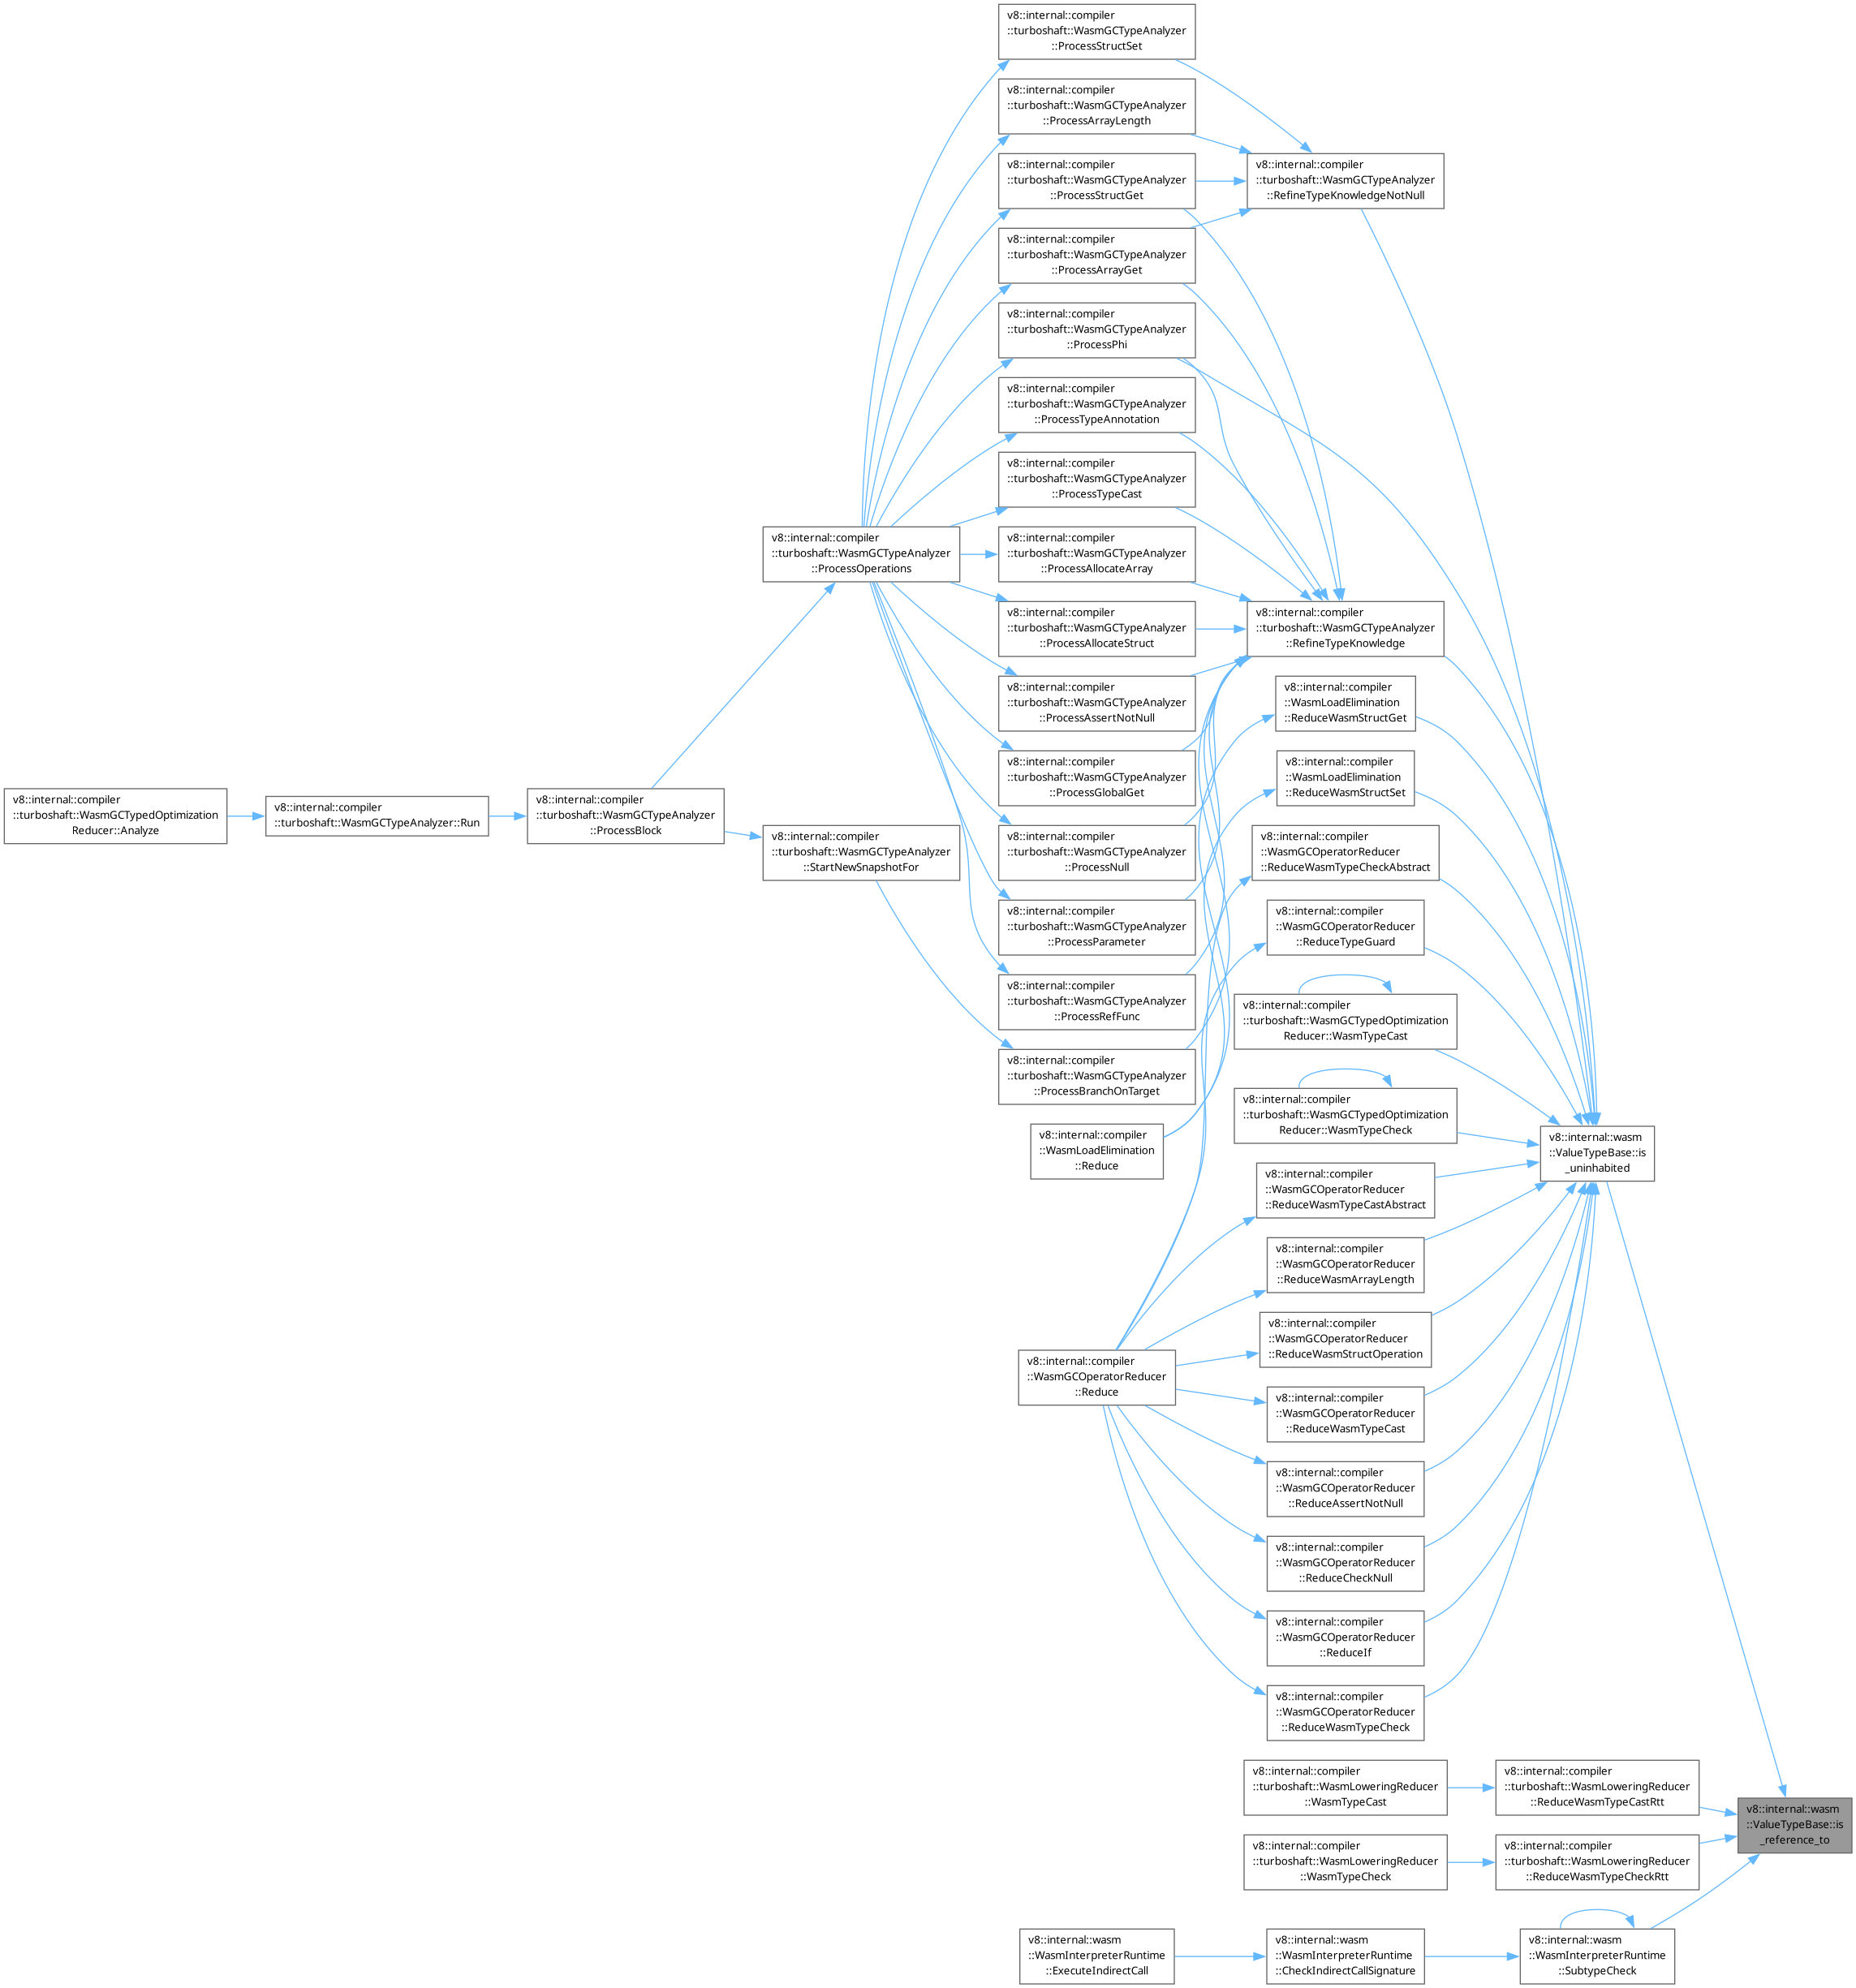 v8::internal::compiler
::turboshaft::WasmGCTypeAnalyzer
::ProcessStructSet
v8::internal::compiler
::turboshaft::WasmGCTypeAnalyzer
::ProcessArrayLength
v8::internal::compiler
::turboshaft::WasmGCTypeAnalyzer
::ProcessStructGet
v8::internal::compiler
::turboshaft::WasmGCTypeAnalyzer
::RefineTypeKnowledgeNotNull
v8::internal::compiler
::turboshaft::WasmGCTypeAnalyzer
::ProcessArrayGet
v8::internal::compiler
::turboshaft::WasmGCTypeAnalyzer
::ProcessPhi
v8::internal::compiler
::turboshaft::WasmGCTypeAnalyzer
::ProcessTypeAnnotation
v8::internal::compiler
::turboshaft::WasmGCTypeAnalyzer
::ProcessTypeCast
v8::internal::compiler
::turboshaft::WasmGCTypeAnalyzer
::ProcessOperations
v8::internal::compiler
::turboshaft::WasmGCTypeAnalyzer
::ProcessAllocateArray
v8::internal::compiler
::turboshaft::WasmGCTypeAnalyzer
::ProcessAllocateStruct
v8::internal::compiler
::turboshaft::WasmGCTypeAnalyzer
::RefineTypeKnowledge
v8::internal::compiler
::turboshaft::WasmGCTypeAnalyzer
::ProcessAssertNotNull
v8::internal::compiler
::WasmLoadElimination
::ReduceWasmStructGet
v8::internal::compiler
::turboshaft::WasmGCTypeAnalyzer
::ProcessGlobalGet
v8::internal::compiler
::WasmLoadElimination
::ReduceWasmStructSet
v8::internal::compiler
::turboshaft::WasmGCTypedOptimization
Reducer::Analyze
v8::internal::compiler
::turboshaft::WasmGCTypeAnalyzer::Run
v8::internal::compiler
::turboshaft::WasmGCTypeAnalyzer
::ProcessBlock
v8::internal::compiler
::turboshaft::WasmGCTypeAnalyzer
::StartNewSnapshotFor
v8::internal::compiler
::turboshaft::WasmGCTypeAnalyzer
::ProcessNull
v8::internal::compiler
::WasmGCOperatorReducer
::ReduceWasmTypeCheckAbstract
v8::internal::compiler
::turboshaft::WasmGCTypeAnalyzer
::ProcessParameter
v8::internal::compiler
::WasmGCOperatorReducer
::ReduceTypeGuard
v8::internal::compiler
::turboshaft::WasmGCTypeAnalyzer
::ProcessRefFunc
v8::internal::compiler
::turboshaft::WasmGCTypedOptimization
Reducer::WasmTypeCast
v8::internal::compiler
::turboshaft::WasmGCTypeAnalyzer
::ProcessBranchOnTarget
v8::internal::compiler
::turboshaft::WasmGCTypedOptimization
Reducer::WasmTypeCheck
v8::internal::compiler
::WasmLoadElimination
::Reduce
v8::internal::wasm
::ValueTypeBase::is
_uninhabited
v8::internal::compiler
::WasmGCOperatorReducer
::ReduceWasmTypeCastAbstract
v8::internal::compiler
::WasmGCOperatorReducer
::ReduceWasmArrayLength
v8::internal::compiler
::WasmGCOperatorReducer
::ReduceWasmStructOperation
v8::internal::compiler
::WasmGCOperatorReducer
::Reduce
v8::internal::compiler
::WasmGCOperatorReducer
::ReduceWasmTypeCast
v8::internal::compiler
::WasmGCOperatorReducer
::ReduceAssertNotNull
v8::internal::compiler
::WasmGCOperatorReducer
::ReduceCheckNull
v8::internal::compiler
::WasmGCOperatorReducer
::ReduceIf
v8::internal::compiler
::WasmGCOperatorReducer
::ReduceWasmTypeCheck
v8::internal::compiler
::turboshaft::WasmLoweringReducer
::WasmTypeCast
v8::internal::compiler
::turboshaft::WasmLoweringReducer
::ReduceWasmTypeCastRtt
v8::internal::wasm
::ValueTypeBase::is
_reference_to
v8::internal::compiler
::turboshaft::WasmLoweringReducer
::WasmTypeCheck
v8::internal::compiler
::turboshaft::WasmLoweringReducer
::ReduceWasmTypeCheckRtt
v8::internal::wasm
::WasmInterpreterRuntime
::ExecuteIndirectCall
v8::internal::wasm
::WasmInterpreterRuntime
::CheckIndirectCallSignature
v8::internal::wasm
::WasmInterpreterRuntime
::SubtypeCheck